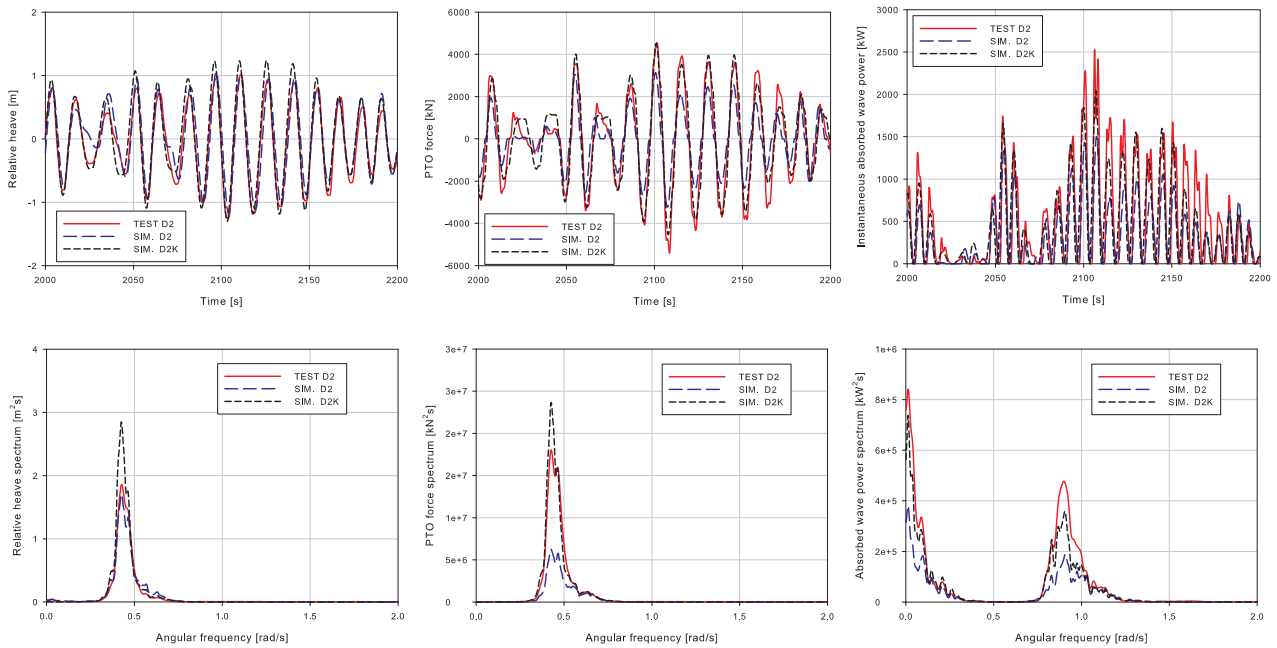 2
1
0
-1
-2
Relative heave [m]
TEST D2
SIM. D2
SIM. D2K
2000
2050
2100
2150
2200
Time [s]
6000
4000
2000
0
-2000
-4000
-6000
PTO force [kN]
TEST D2
SIM. D2
SIM. D2K
2000
2050
2100
2150
2200
Time [s]
3000
2500
2000
1500
1000
500
0
Instantaneous absorbed wave power [kW]
TEST D2
SIM. D2
SIM. D2K
2000
2050
2100
2150
2200
Time [s]
4
3
2
1
0
Relative heave spectrum [m²s]
TEST D2
SIM. D2
SIM. D2K
0.0
0.5
1.0
1.5
2.0
Angular frequency [rad/s]
3e+7
3e+7
2e+7
2e+7
1e+7
5e+6
0
PTO force spectrum [kN²s]
TEST D2
SIM. D2
SIM. D2K
0.0
0.5
1.0
1.5
2.0
Angular frequency [rad/s]
1e+6
8e+5
6e+5
4e+5
2e+5
0
Absorbed wave power spectrum [kW²s]
TEST D2
SIM. D2
SIM. D2K
0.0
0.5
1.0
1.5
2.0
Angular frequency [rad/s]